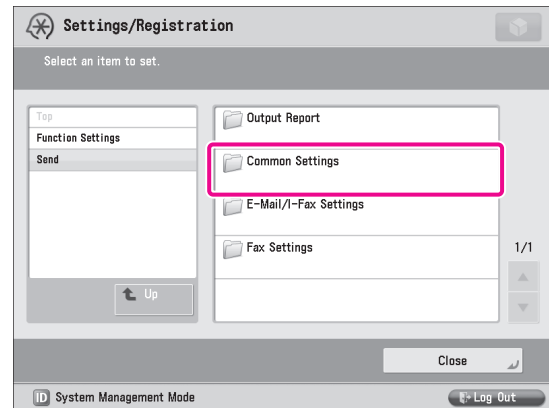 Settings/Registration
Select an item to set.
Top
Function Settings
Send
Up
Output Report
Common Settings
E-Mail/I-Fax Settings
Fax Settings
1/1
Close
ID System Management Mode
Log Out